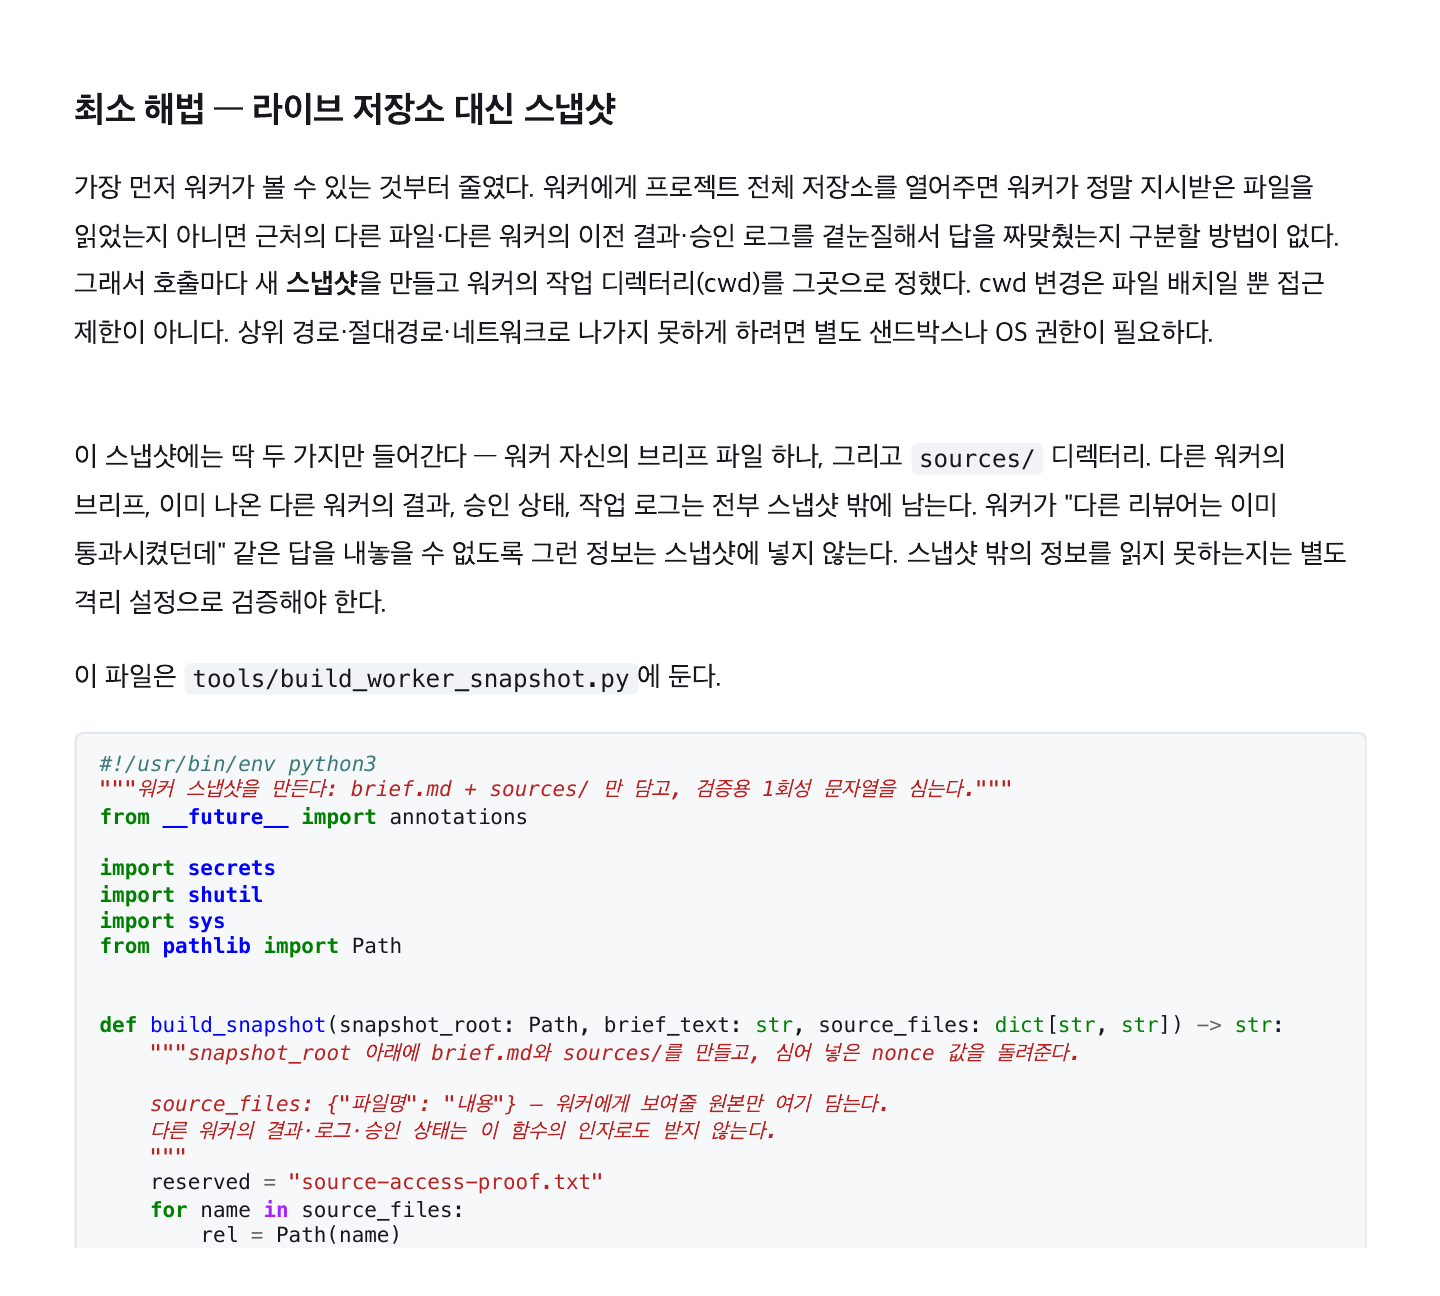 최소 해법 — 라이브 저장소 대신 스냅샷
가장 먼저 워커가 볼 수 있는 것부터 줄였다. 워커에게 프로젝트 전체 저장소를 열어주면 워커가 정말 지시받은 파일을
읽었는지 아니면 근처의 다른 파일·다른 워커의 이전 결과·승인 로그를 곁눈질해서 답을 짜맞췄는지 구분할 방법이 없다.
그래서 호출마다 새 스냅샷을 만들고 워커의 작업 디렉터리(cwd)를 그곳으로 정했다. cwd 변경은 파일 배치일 뿐 접근
제한이 아니다. 상위 경로·절대경로·네트워크로 나가지 못하게 하려면 별도 샌드박스나 OS 권한이 필요하다.
이 스냅샷에는 딱 두 가지만 들어간다 — 워커 자신의 브리프 파일 하나, 그리고 sources/ 디렉터리. 다른 워커의
브리프, 이미 나온 다른 워커의 결과, 승인 상태, 작업 로그는 전부 스냅샷 밖에 남는다. 워커가 "다른 리뷰어는 이미
통과시켰던데" 같은 답을 내놓을 수 없도록 그런 정보는 스냅샷에 넣지 않는다. 스냅샷 밖의 정보를 읽지 못하는지는 별도
격리 설정으로 검증해야 한다.
이 파일은 tools/build_worker_snapshot.py에 둔다.
#!/usr/bin/env python3
"""워커 스냅샷을 만든다: brief.md + sources/ 만 담고, 검증용 1회성 문자열을 심는다."""
from __future__ import annotations
import secrets
import shutil
import sys
from pathlib import Path
def build_snapshot(snapshot_root: Path, brief_text: str, source_files: dict[str, str]) -> str:
    """snapshot_root 아래에 brief.md와 sources/를 만들고, 심어 넣은 nonce 값을 돌려준다.
    source_files: {"파일명": "내용"} — 워커에게 보여줄 원본만 여기 담는다.
    다른 워커의 결과·로그·승인 상태는 이 함수의 인자로도 받지 않는다.
    """
    reserved = "source-access-proof.txt"
    for name in source_files:
        rel = Path(name)